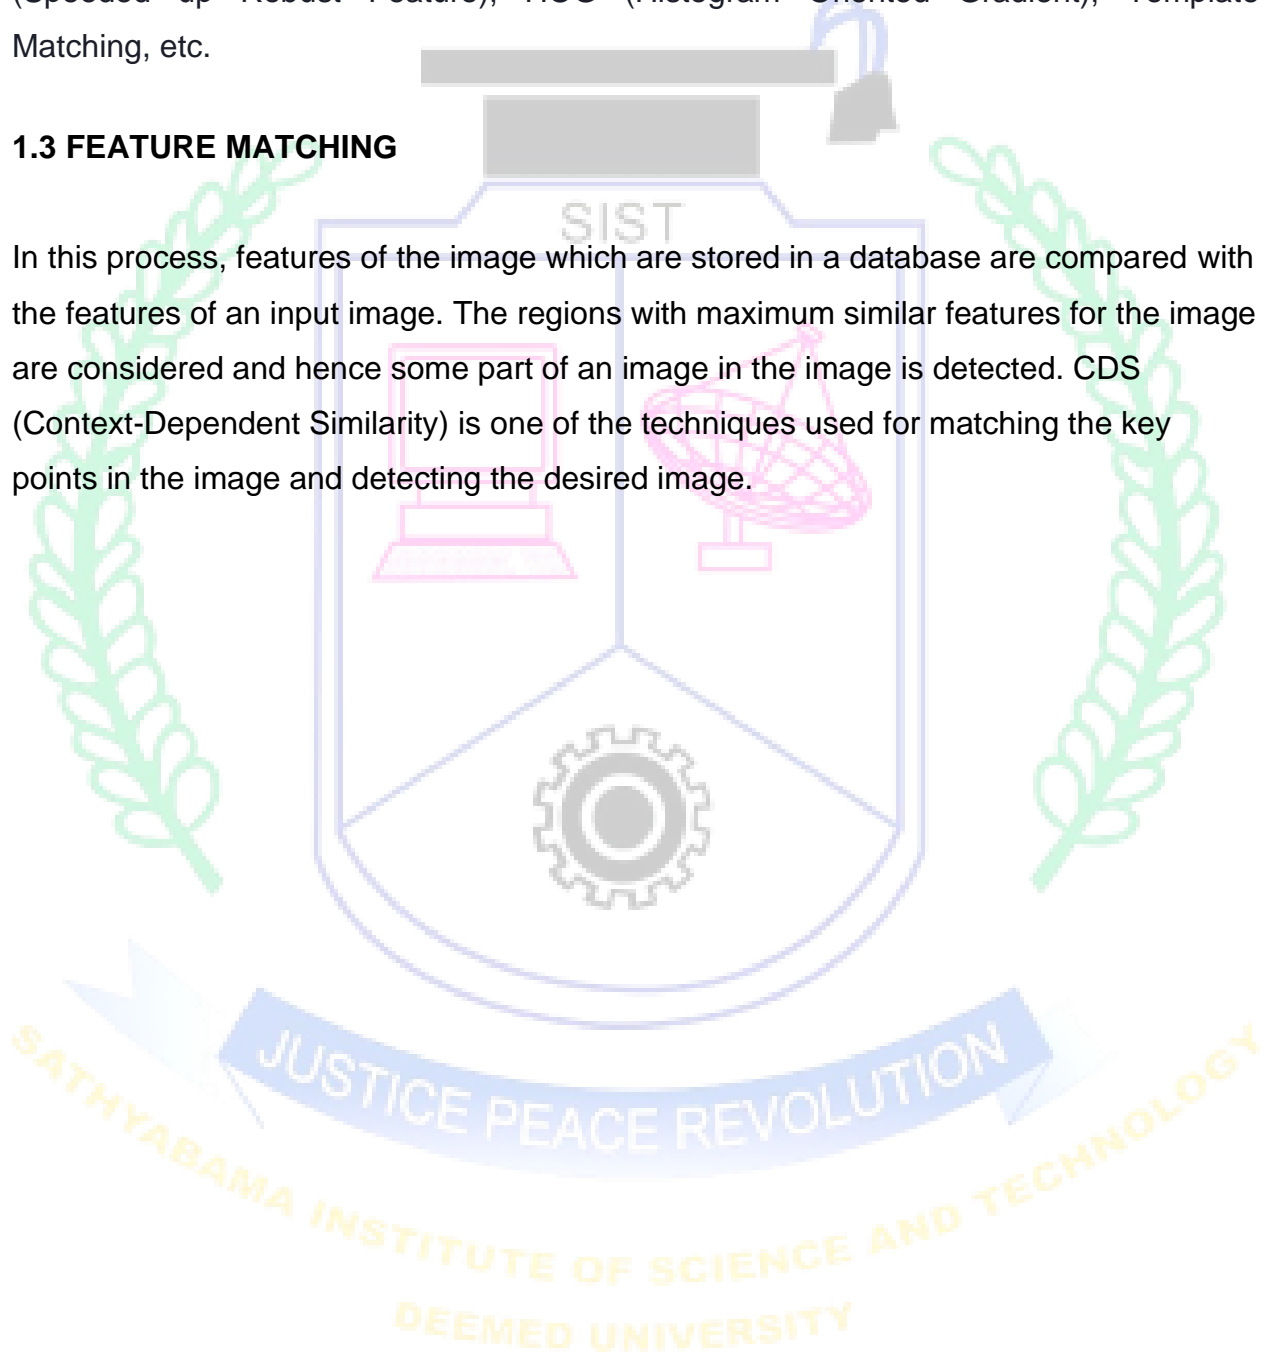 (Speeded up Robust Feature), HOG (Histogram Oriented Gradient), Template
Matching, etc.
1.3 FEATURE MATCHING
SIST
In this process, features of the image which are stored in a database are compared with
the features of an input image. The regions with maximum similar features for the image
are considered and hence some part of an image in the image is detected. CDS
(Context-Dependent Similarity) is one of the techniques used for matching the key
points in the image and detecting the desired image.
JUSTICE PEACE REVOLUTION
SATHYABAMA INSTITUTE OF SCIENCE AND TECHNOLOGY
DEEMED UNIVERSITY